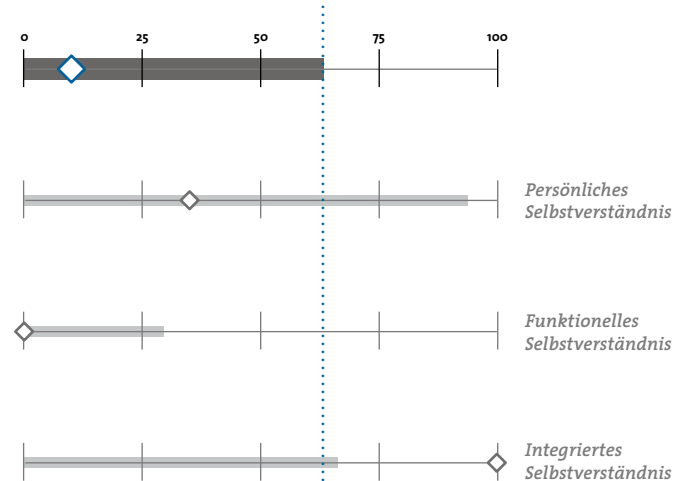 0 25 50 75 100
Persönliches
Selbstverständnis
Funktionelles
Selbstverständnis
Integriertes
Selbstverständnis